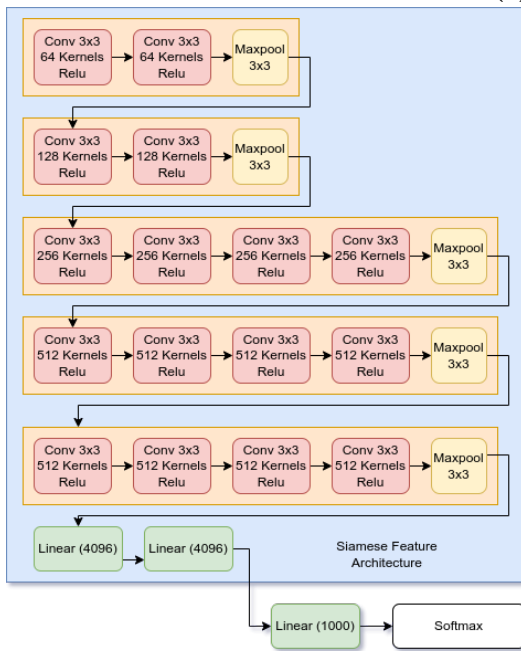 Conv 3x3
64 Kernels
Relu
Conv 3x3
64 Kernels
Relu
Maxpool
3x3
Conv 3x3
128 Kernels
Relu
Conv 3x3
128 Kernels
Relu
Maxpool
3x3
Conv 3x3
256 Kernels
Relu
Conv 3x3
256 Kernels
Relu
Conv 3x3
256 Kernels
Relu
Conv 3x3
256 Kernels
Relu
Maxpool
3x3
Conv 3x3
512 Kernels
Relu
Conv 3x3
512 Kernels
Relu
Conv 3x3
512 Kernels
Relu
Conv 3x3
512 Kernels
Relu
Maxpool
3x3
Conv 3x3
512 Kernels
Relu
Conv 3x3
512 Kernels
Relu
Conv 3x3
512 Kernels
Relu
Conv 3x3
512 Kernels
Relu
Maxpool
3x3
Linear (4096)
Linear (4096)
Siamese Feature
Architecture
Linear (1000)
Softmax